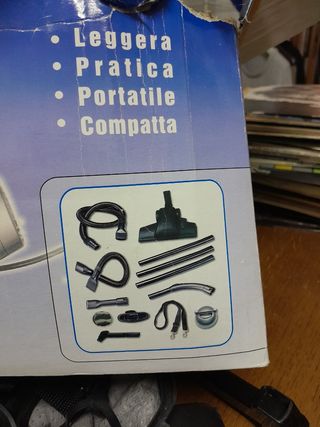 • Leggera
• Pratica
• Portatile
• Compatta